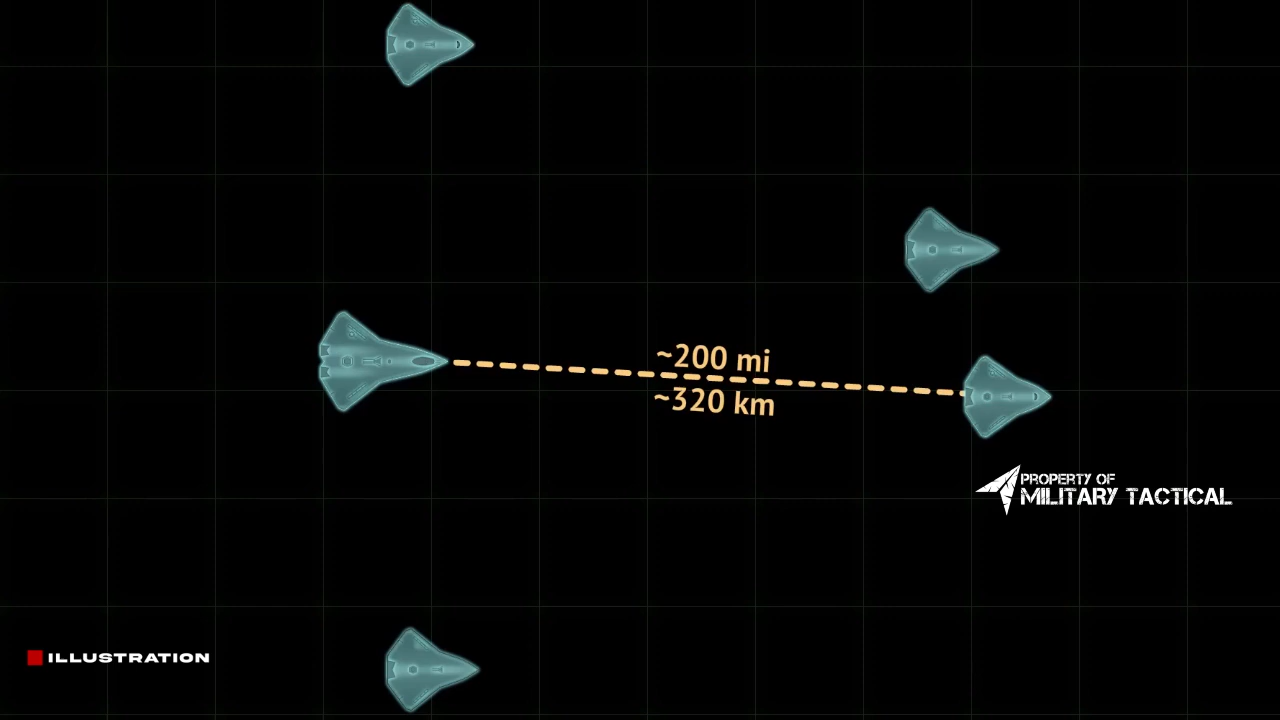 ~200 mi
~320 km
PROPERTY OF
MILITARY TACTICAL
ILLUSTRATION